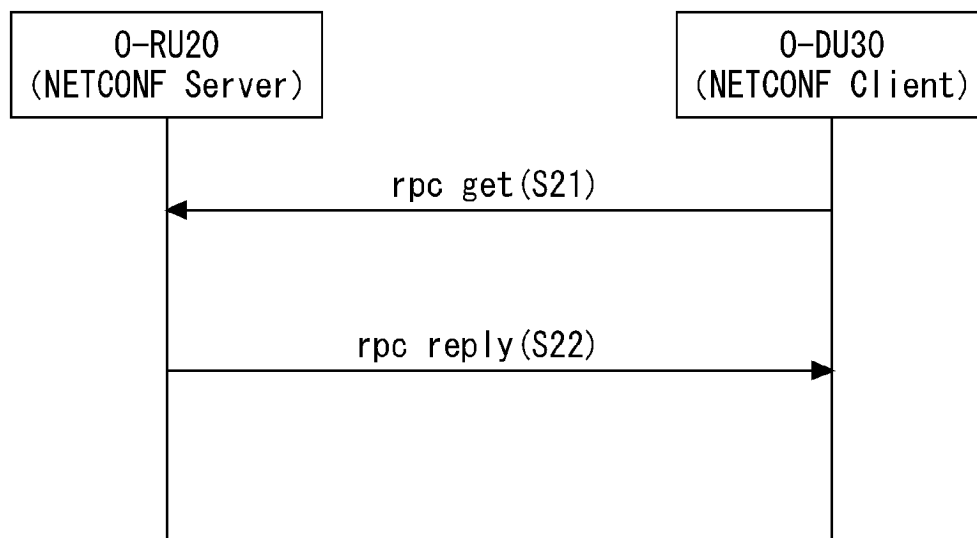 O-RU20
(NETCONF Server)
O-DU30
(NETCONF Client)
rpc get(S21)
rpc reply(S22)